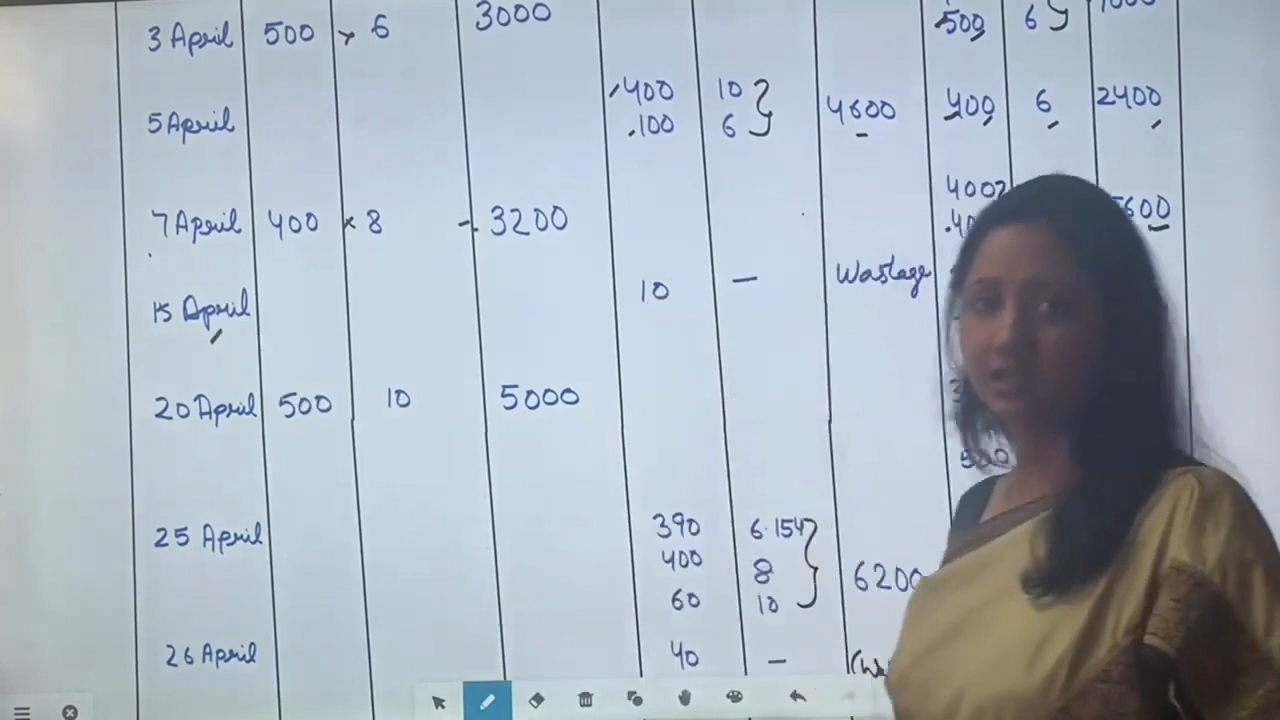 3 April 500 × 6 3000 500 6
400 10 400 6 2400
5 April 100 6 4600
400
7 April 400 × 8 - 3200 600
15 April 10 — Wastage
20 April 500 10 5000
390 6.154
25 April 400 8 6200
60 10
26 April 40 —